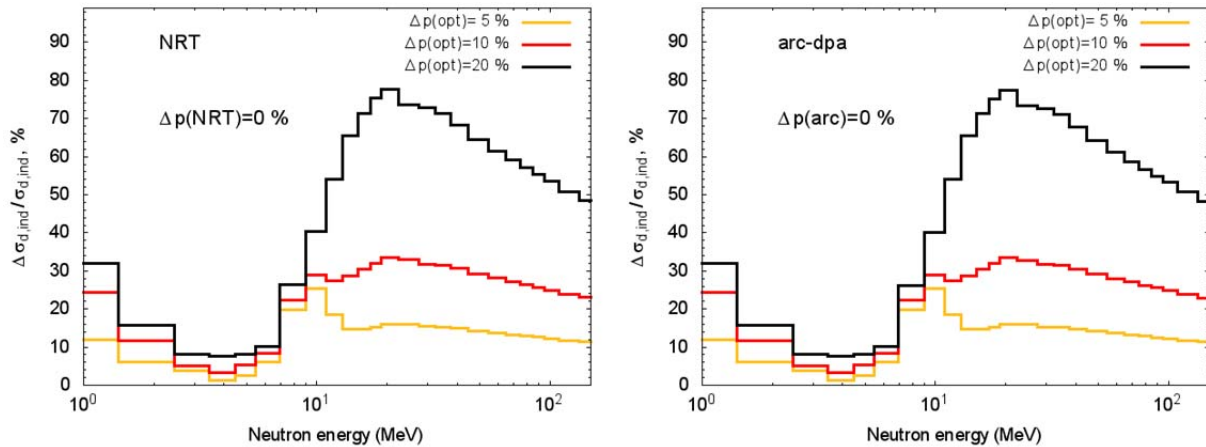 NRT
Δp(opt)= 5 %
Δp(opt)=10 %
Δp(opt)=20 %
Δp(NRT)=0 %
Δσd,ind/σd,ind, %
90
80
70
60
50
40
30
20
10
0
10⁰
10¹
10²
Neutron energy (MeV)
arc-dpa
Δp(opt)= 5 %
Δp(opt)=10 %
Δp(opt)=20 %
Δp(arc)=0 %
Δσd,ind/σd,ind, %
90
80
70
60
50
40
30
20
10
0
10⁰
10¹
10²
Neutron energy (MeV)